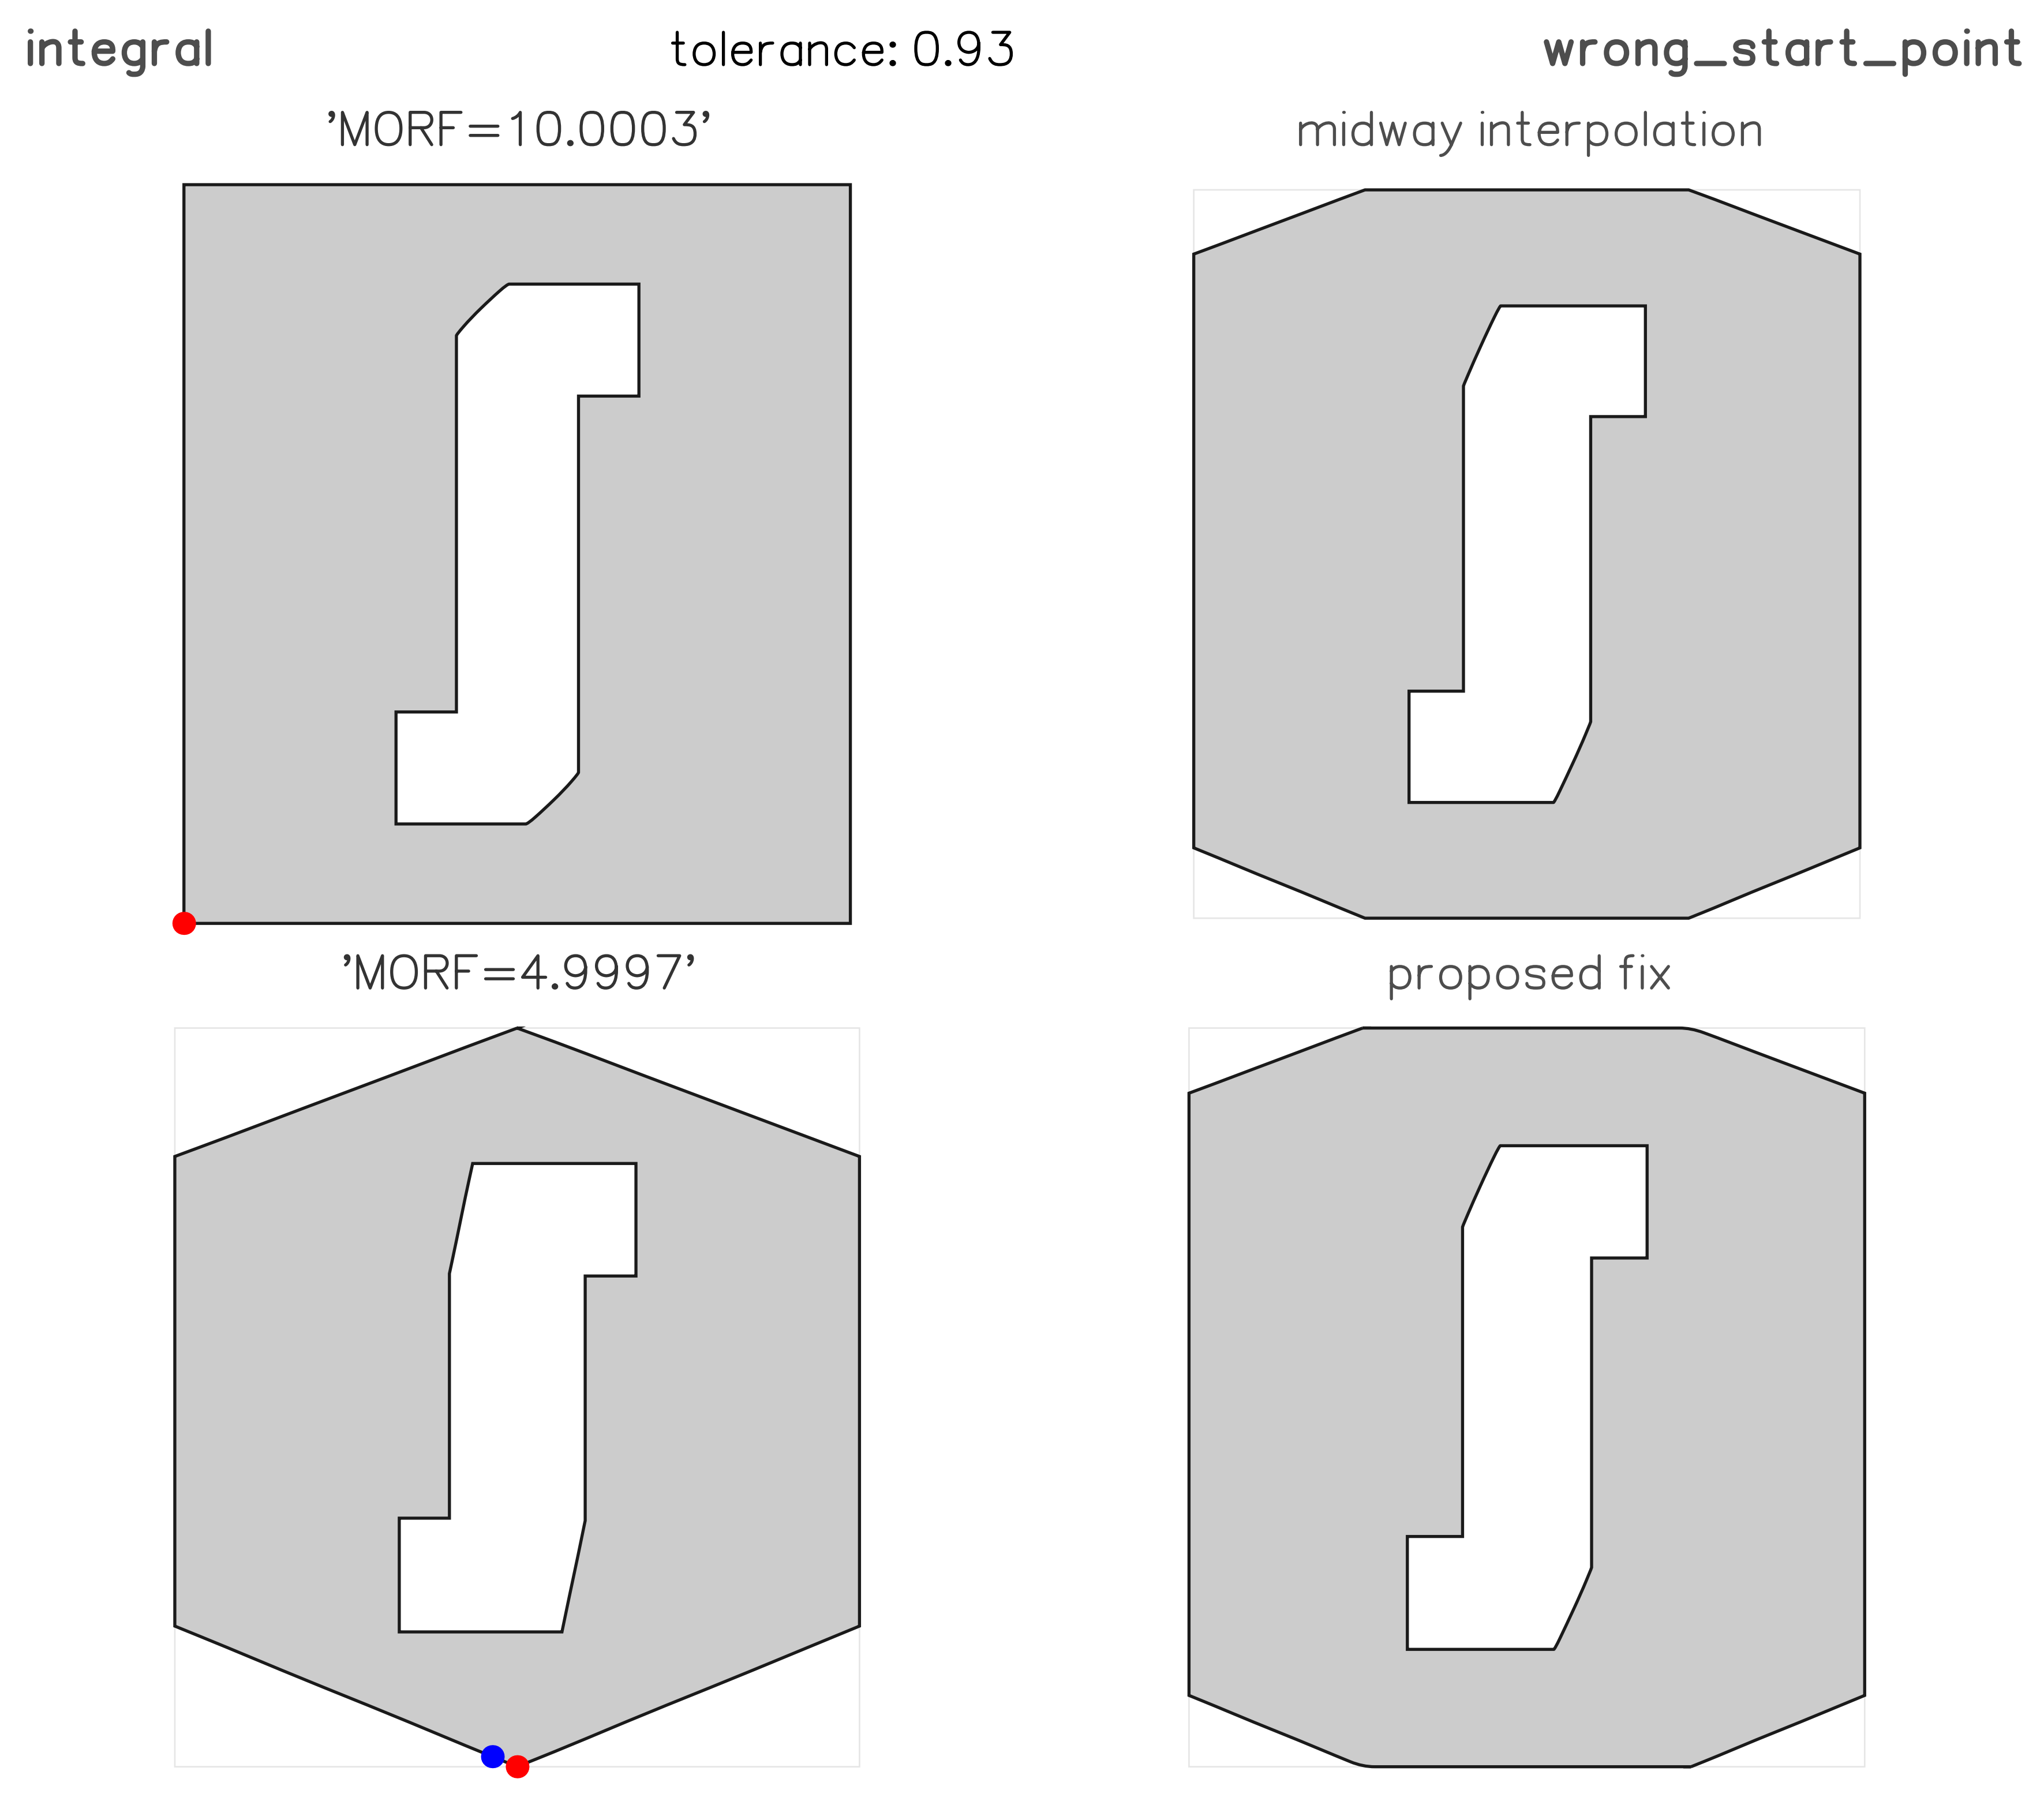 integral tolerance: 0.93 wrong_start_point
'MORF=10.0003' midway interpolation
'MORF=4.9997' proposed fix